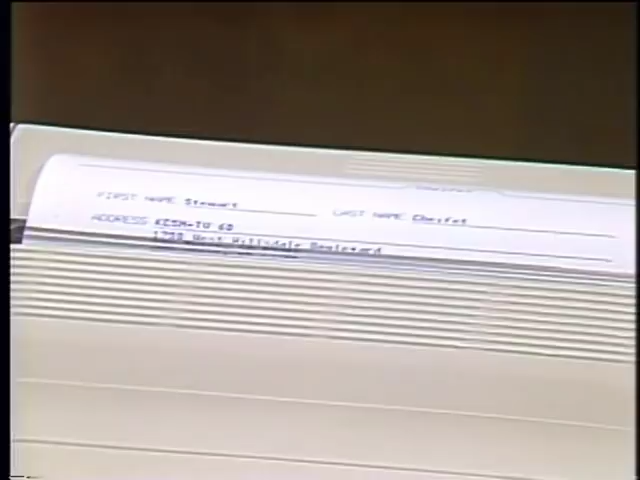 FIRST NAME Stewart LAST NAME Cheifet
ADDRESS KCSM-TV 60
1700 West Hillsdale Boulevard